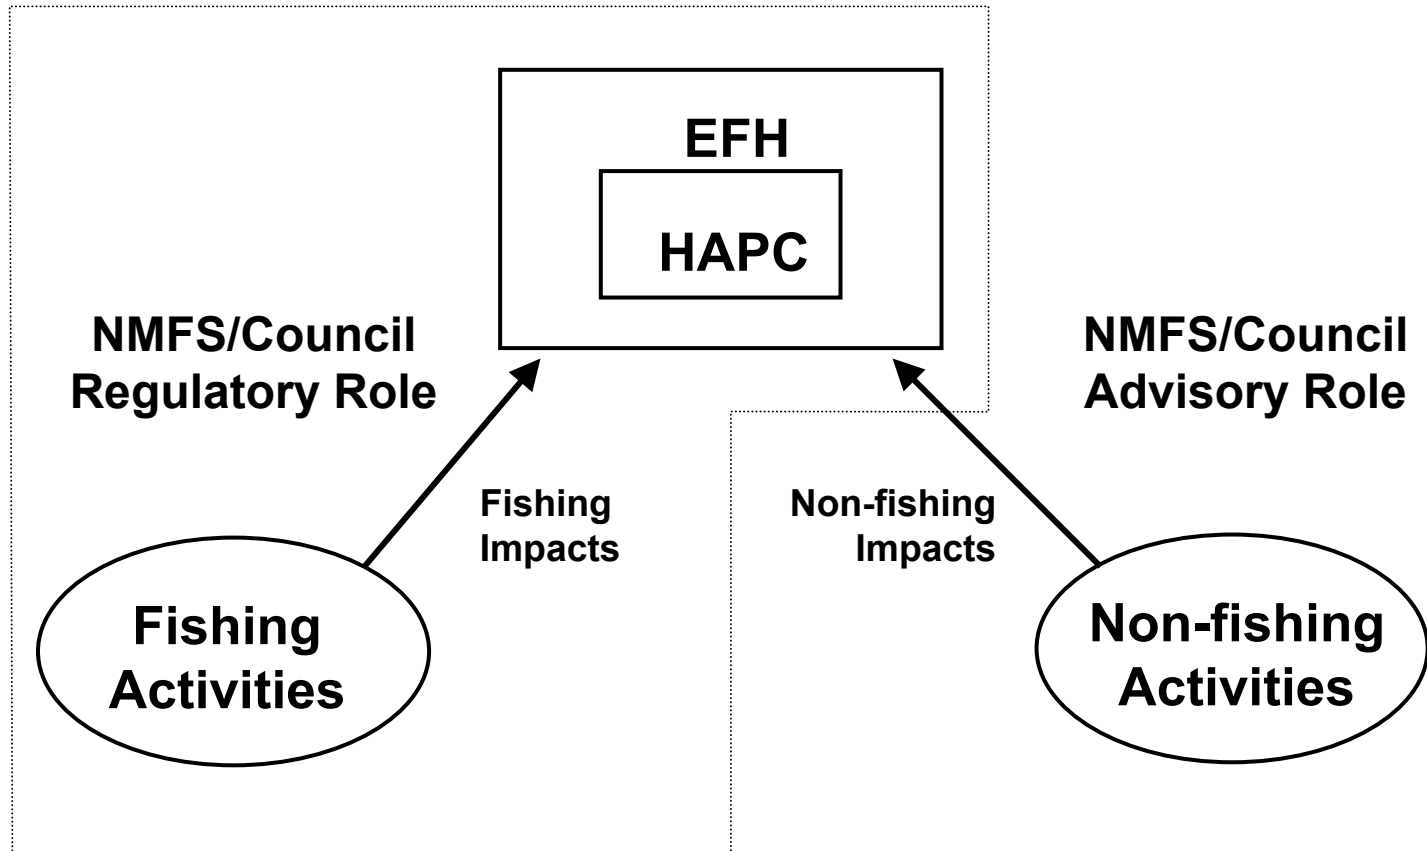 EFH
HAPC
NMFS/Council
Regulatory Role
NMFS/Council
Advisory Role
Fishing
Impacts
Non-fishing
Impacts
Fishing
Activities
Non-fishing
Activities